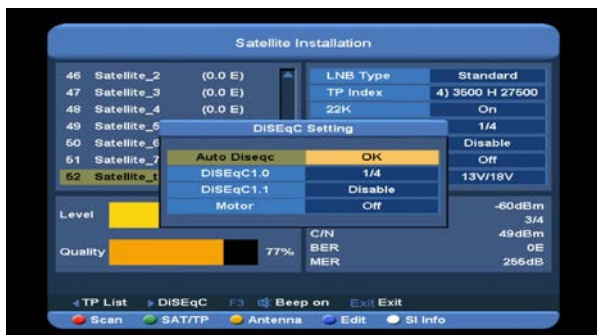 Satellite Installation
46 Satellite_2 (0.0 E)
47 Satellite_3 (0.0 E)
48 Satellite_4 (0.0 E)
49 Satellite_5
50 Satellite_6
51 Satellite_7
52 Satellite_t
LNB Type Standard
TP Index 4) 3500 H 27500
22K On
1/4
Disable
Off
13V/18V
DiSEqC Setting
Auto Diseqc OK
DiSEqC1.0 1/4
DiSEqC1.1 Disable
Motor Off
Level
Quality 77%
-60dBm
3/4
C/N 49dBm
BER 0E
MER 255dB
TP List DiSEqC F3 Beep on Exit Exit
Scan SAT/TP Antenna Edit SI Info